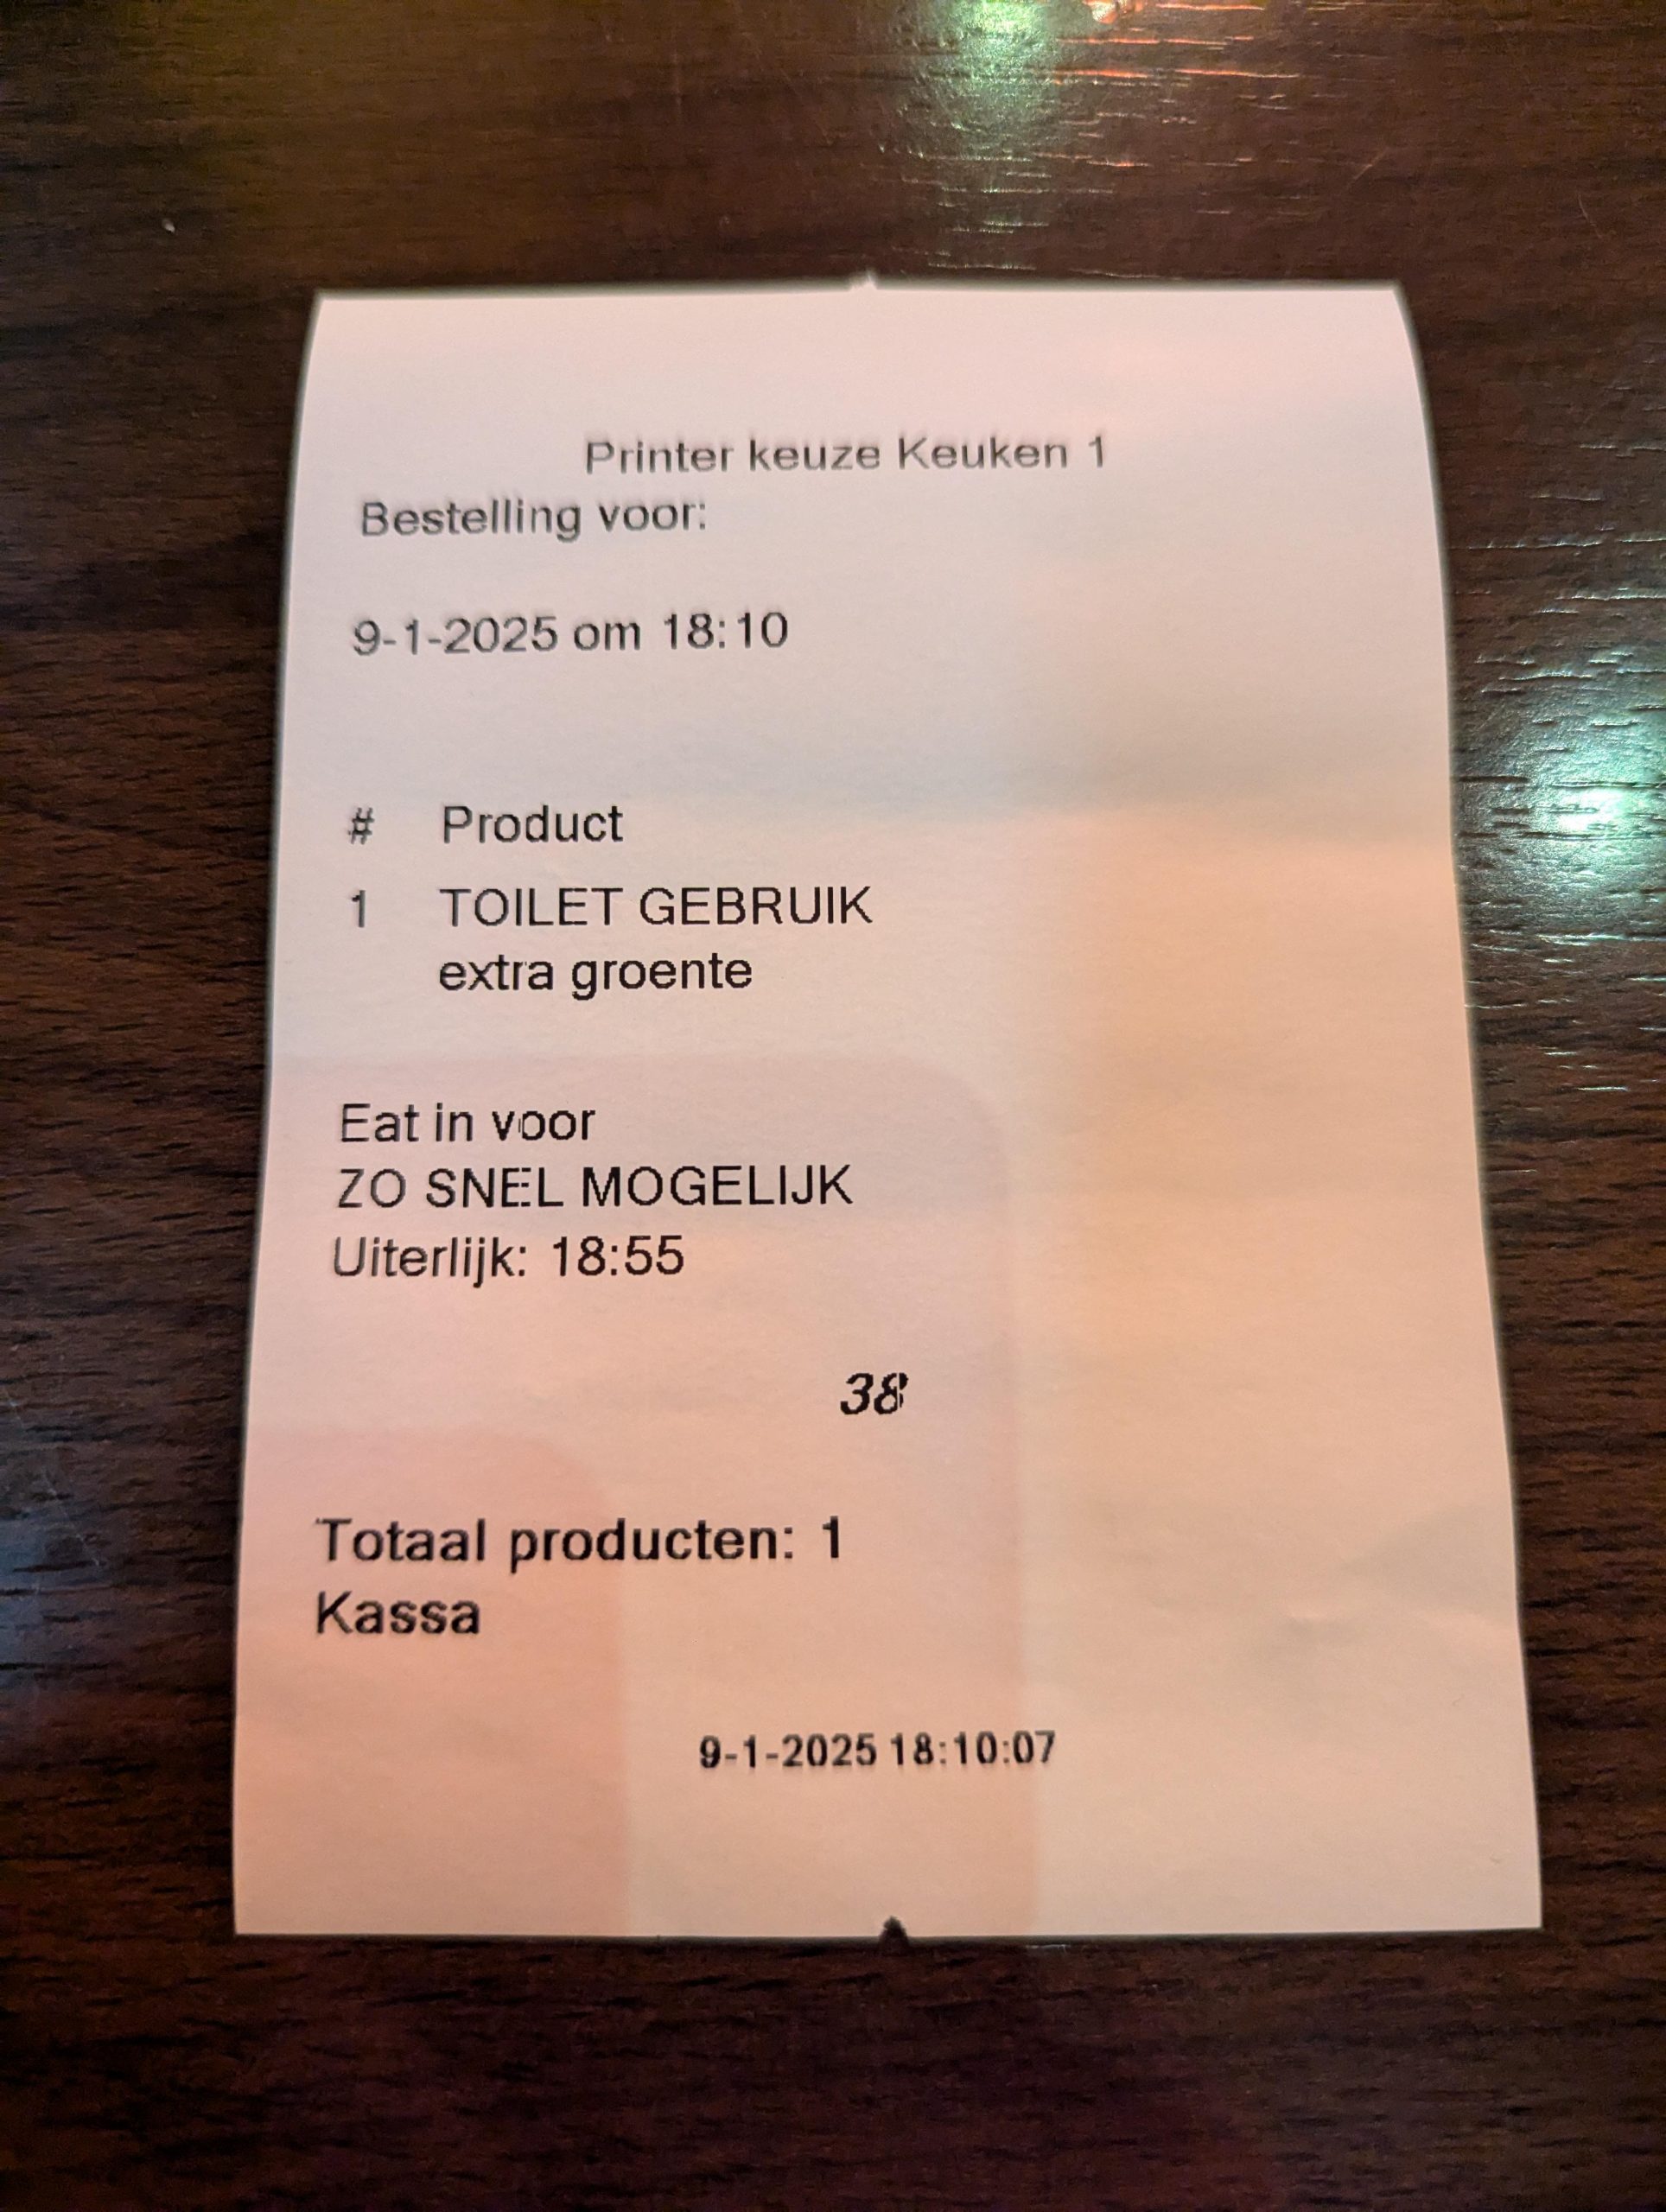 Printer keuze Keuken 1
Bestelling voor:
9-1-2025 om 18:10
# Product
1 TOILET GEBRUIK
extra groente
Eat in voor
ZO SNEL MOGELIJK
Uiterlijk: 18:55
38
Totaal producten: 1
Kassa
9-1-2025 18:10:07